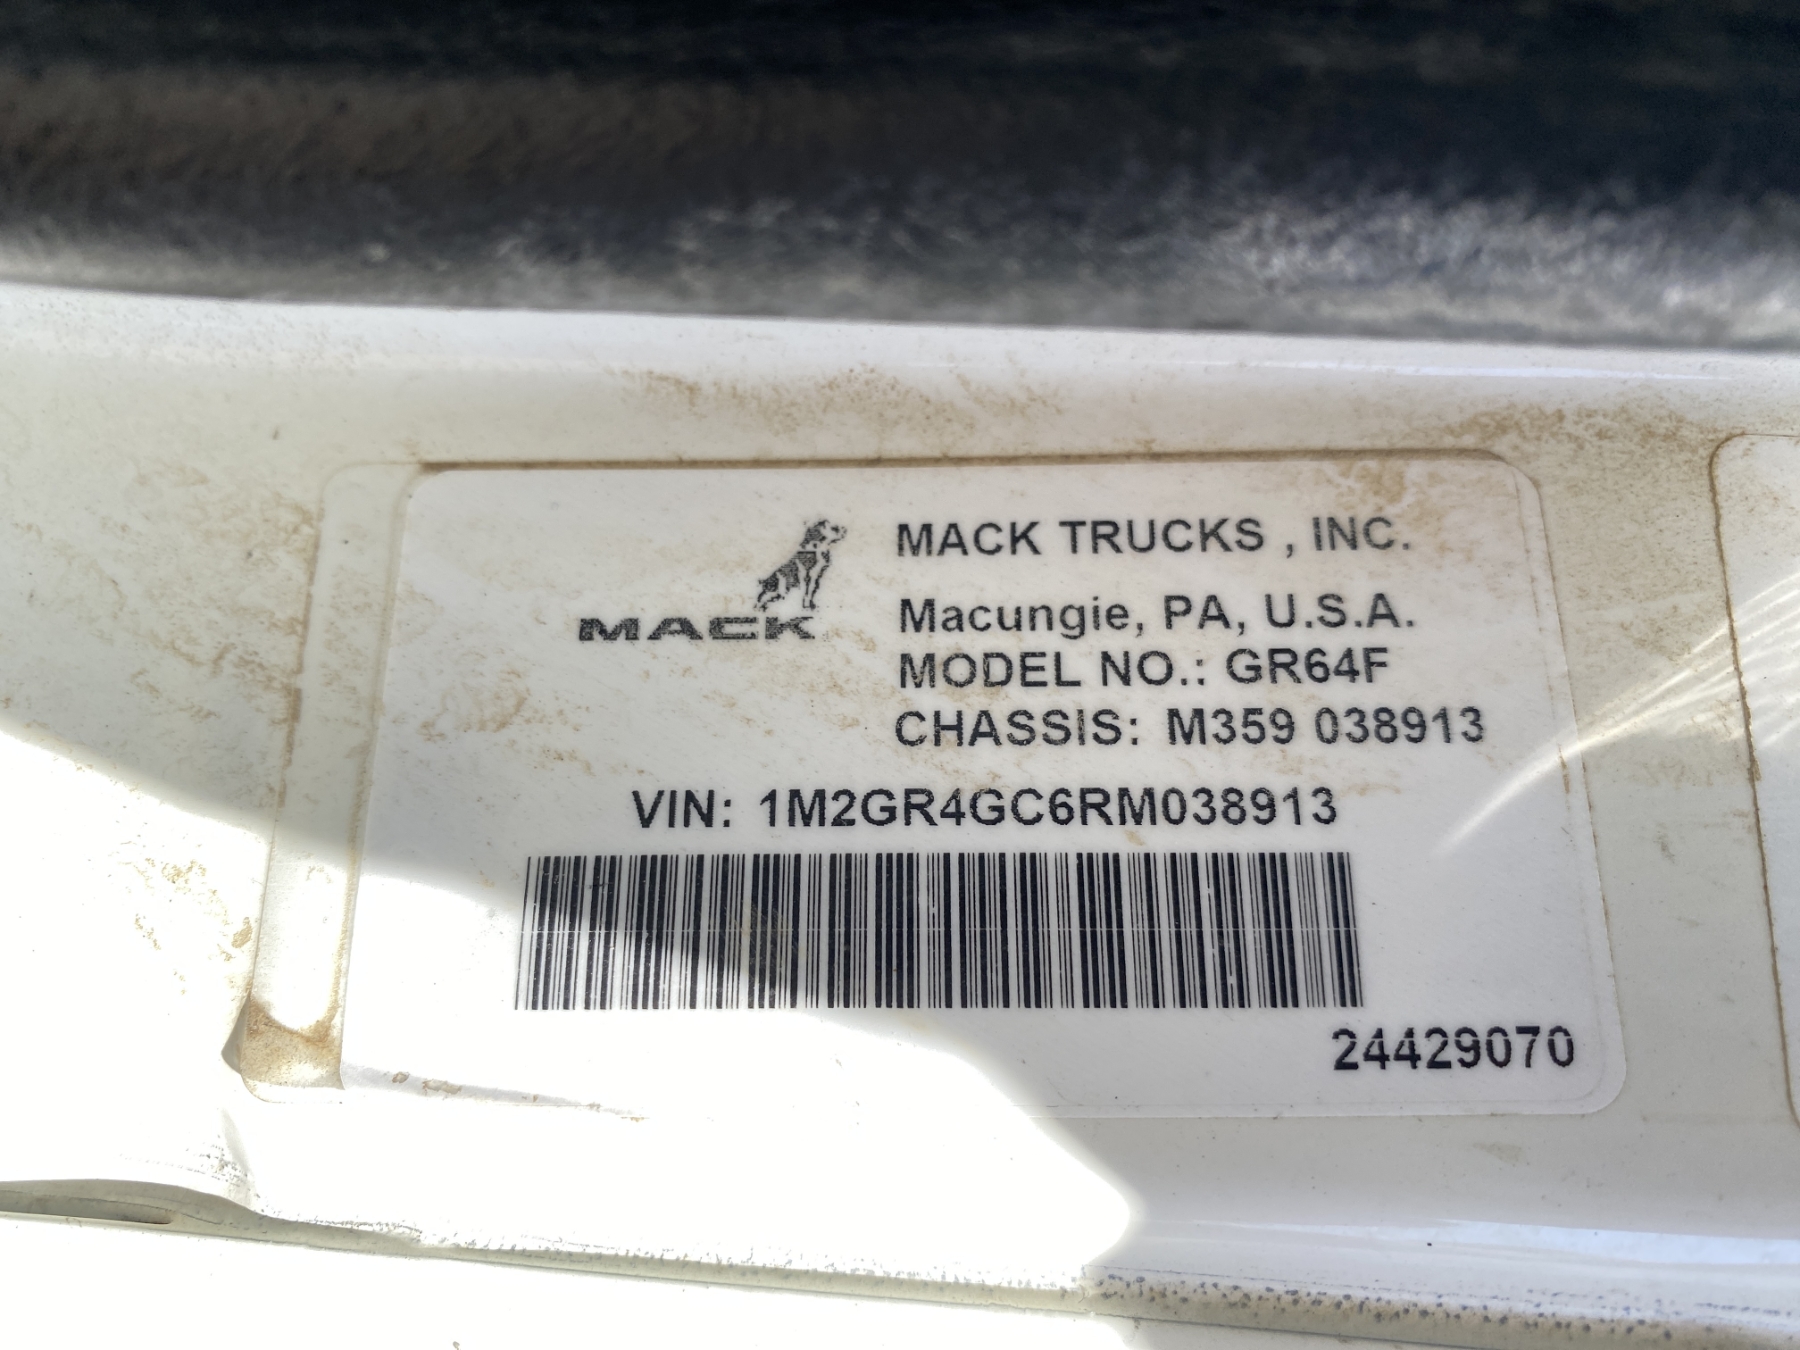 MACK
MACK TRUCKS , INC.
Macungie, PA, U.S.A.
MODEL NO.: GR64F
CHASSIS: M359 038913
VIN: 1M2GR4GC6RM038913
24429070